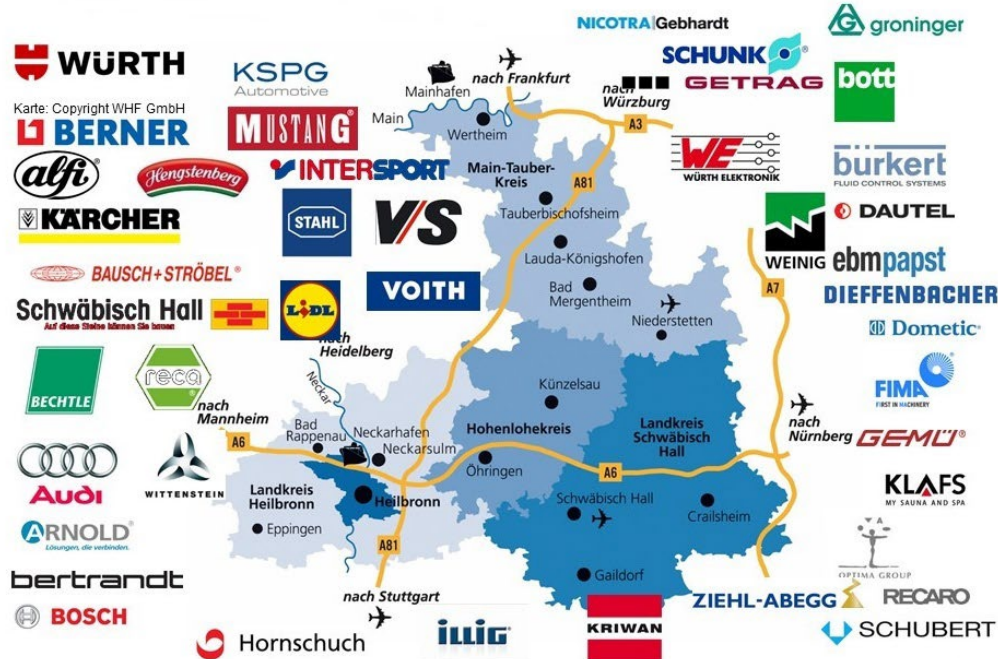 NICOTRA|Gebhardt
groninger
WÜRTH
KSPG
Automotive
SCHUNK
GETRAG
bott
nach Frankfurt
nach
Würzburg
Mainhafen
Main
Wertheim
A3
Karte: Copyright WHF GmbH
BERNER
MUSTANG®
WE
WÜRTH ELEKTRONIK
bürkert
FLUID CONTROL SYSTEMS
alfi
Hengstenberg
INTERSPORT
Main-Tauber-
Kreis
A81
Tauberbischofsheim
DAUTEL
KÄRCHER
STAHL
V/S
Lauda-Königshofen
WEINIG
ebmpapst
BAUSCH+STRÖBEL®
VOITH
Bad
Mergentheim
A7
DIEFFENBACHER
Schwäbisch Hall
Auf diese Steine können Sie bauen
LIDL
Niederstetten
Dometic®
nach
Heidelberg
BECHTLE
reca
Neckar
Künzelsau
FIMA
FIRST IN MACHINERY
nach
Mannheim
A6
Bad
Rappenau
Neckarhafen
Neckarsulm
Hohenlohekreis
Landkreis
Schwäbisch
Hall
nach
Nürnberg
GEMÜ®
Audi
WITTENSTEIN
Öhringen
A6
Landkreis
Heilbronn
Heilbronn
Schwäbisch Hall
Crailsheim
KLAFS
MY SAUNA AND SPA
ARNOLD®
Lösungen, die verbinden.
Eppingen
A81
OPTIMA GROUP
bertrandt
nach Stuttgart
Gaildorf
ZIEHL-ABEGG
RECARO
BOSCH
Hornschuch
illig
KRIWAN
SCHUBERT